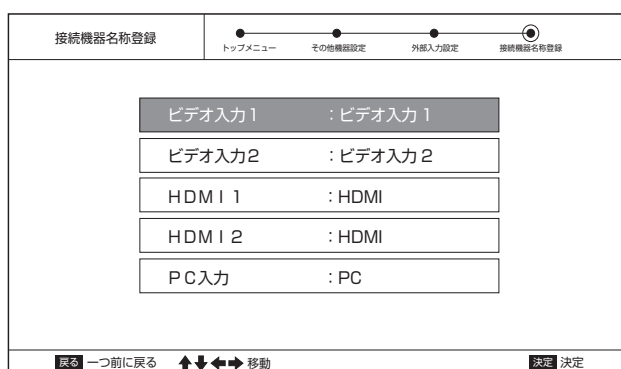 接続機器名称登録
トップメニュー その他機器設定 外部入力設定 接続機器名称登録
ビデオ入力1 :ビデオ入力 1
ビデオ入力2 :ビデオ入力 2
HDMI 1 :HDMI
HDMI 2 :HDMI
PC入力 :PC
戻る 一つ前に戻る 移動 決定 決定